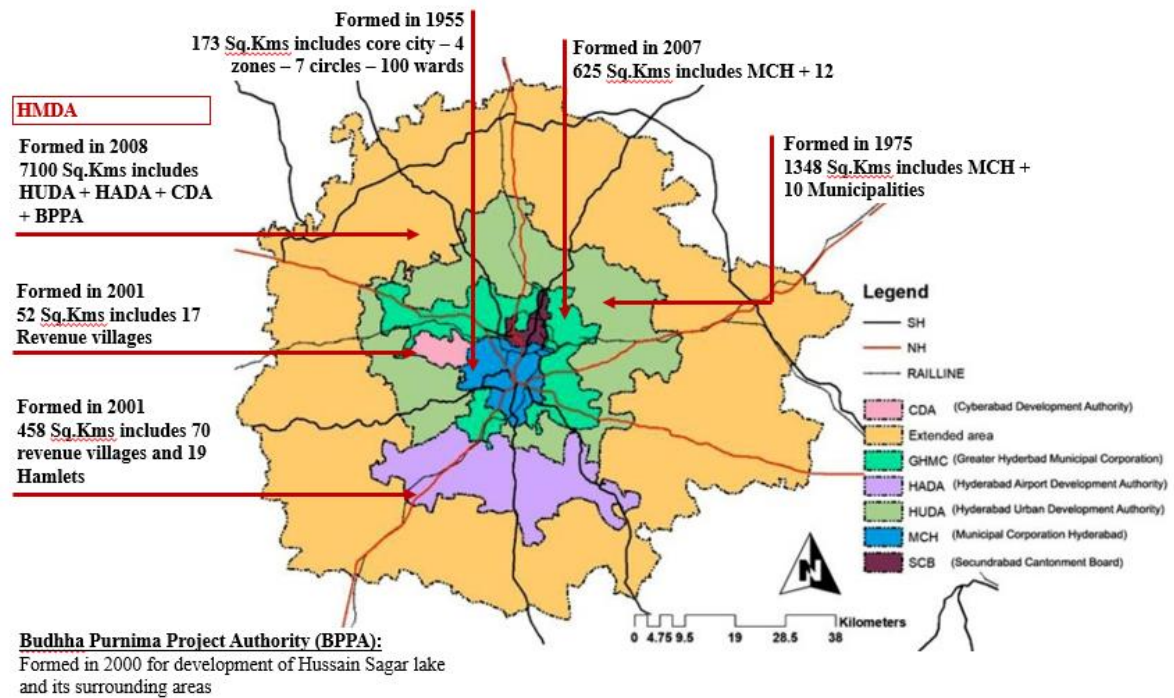 Formed in 1955
173 Sq.Kms includes core city – 4
zones – 7 circles – 100 wards
Formed in 2007
625 Sq.Kms includes MCH + 12
HMDA
Formed in 2008
7100 Sq.Kms includes
HUDA + HADA + CDA
+ BPPA
Formed in 1975
1348 Sq.Kms includes MCH +
10 Municipalities
Formed in 2001
52 Sq.Kms includes 17
Revenue villages
Formed in 2001
458 Sq.Kms includes 70
revenue villages and 19
Hamlets
Legend
SH
NH
RAILLINE
CDA (Cyberabad Development Authority)
Extended area
GHMC (Greater Hyderbad Municipal Corporation)
HADA (Hyderabad Airport Development Authority)
HUDA (Hyderabad Urban Development Authority)
MCH (Municipal Corporation Hyderabad)
SCB (Secundrabad Cantonment Board)
N
Kilometers
0 4.75 9.5 19 28.5 38
Budhha Purnima Project Authority (BPPA):
Formed in 2000 for development of Hussain Sagar lake
and its surrounding areas